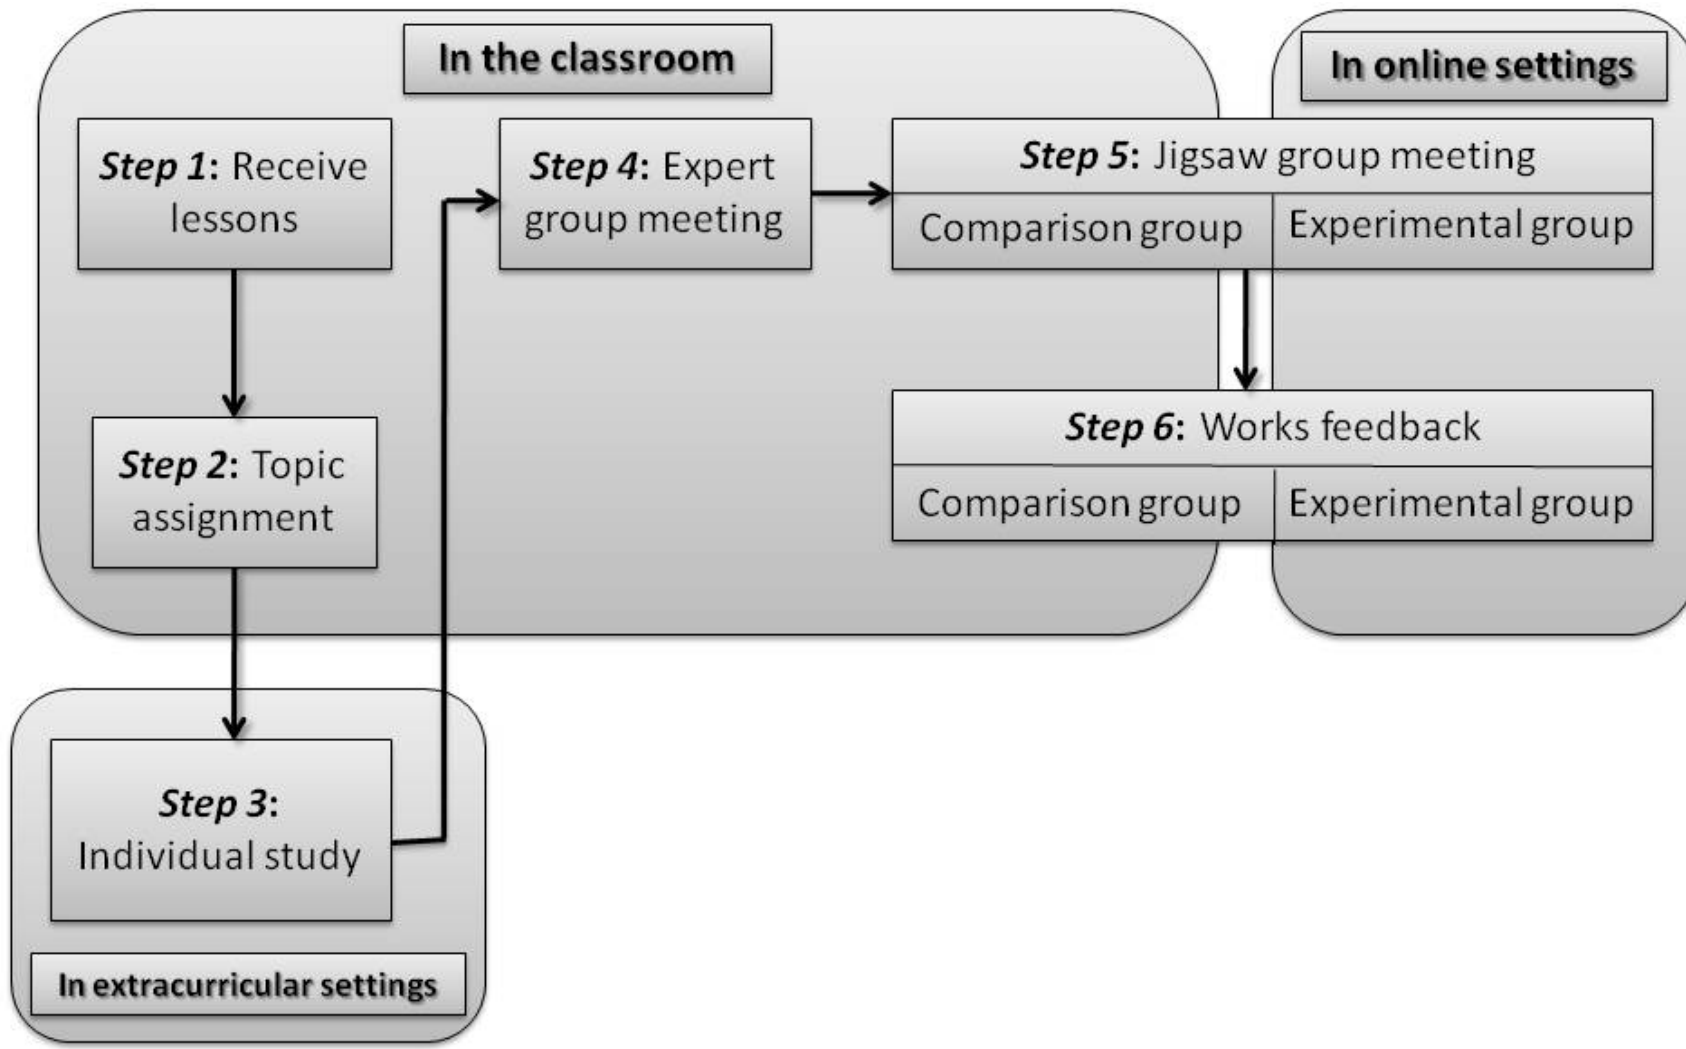 In the classroom
In online settings
Step 1: Receive
lessons
Step 4: Expert
group meeting
Step 5: Jigsaw group meeting
Comparison group
Experimental group
Step 2: Topic
assignment
Step 6: Works feedback
Comparison group
Experimental group
Step 3:
Individual study
In extracurricular settings